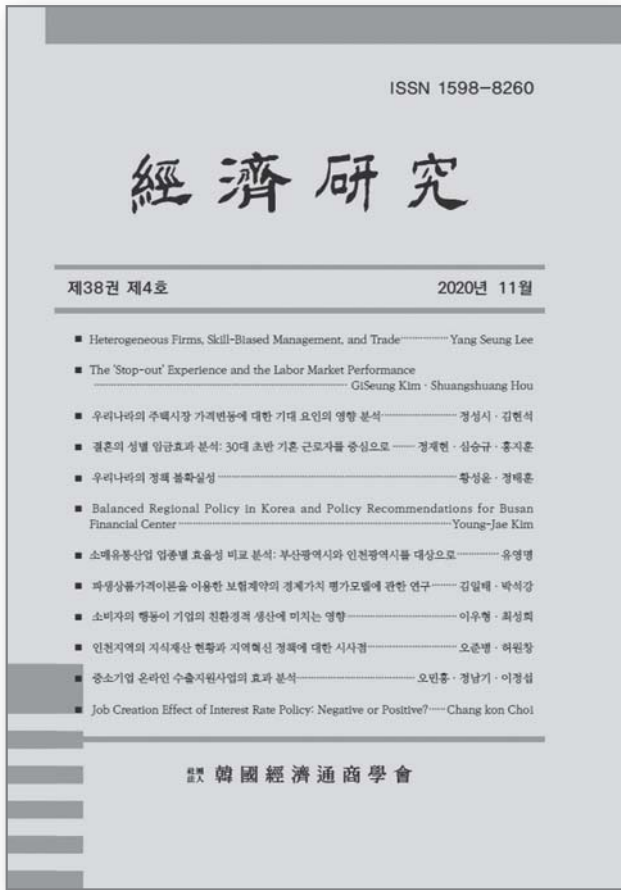 ISSN 1598-8260
經濟研究
제38권 제4호 2020년 11월
■ Heterogeneous Firms, Skill-Biased Management, and Trade Yang Seung Lee
■ The 'Stop-out' Experience and the Labor Market Performance
GiSeung Kim · Shuangshuang Hou
■ 우리나라의 주택시장 가격변동에 대한 기대 요인의 영향 분석 정성시 · 김현석
■ 결혼의 성별 임금효과 분석: 30대 초반 기혼 근로자를 중심으로 정재현 · 심승규 · 홍지훈
■ 우리나라의 정책 불확실성 황성윤 · 정태훈
■ Balanced Regional Policy in Korea and Policy Recommendations for Busan
Financial Center Young-Jae Kim
■ 소매유통산업 업종별 효율성 비교 분석: 부산광역시와 인천광역시를 대상으로 유영명
■ 파생상품가격이론을 이용한 보험계약의 경제가치 평가모델에 관한 연구 김일태 · 박석강
■ 소비자의 행동이 기업의 친환경적 생산에 미치는 영향 이우형 · 최성희
■ 인천지역의 지식재산 현황과 지역혁신 정책에 대한 시사점 오준병 · 허원창
■ 중소기업 온라인 수출지원사업의 효과 분석 오민홍 · 정남기 · 이정섭
■ Job Creation Effect of Interest Rate Policy: Negative or Positive? Chang kon Choi
社團法人 韓國經濟通商學會